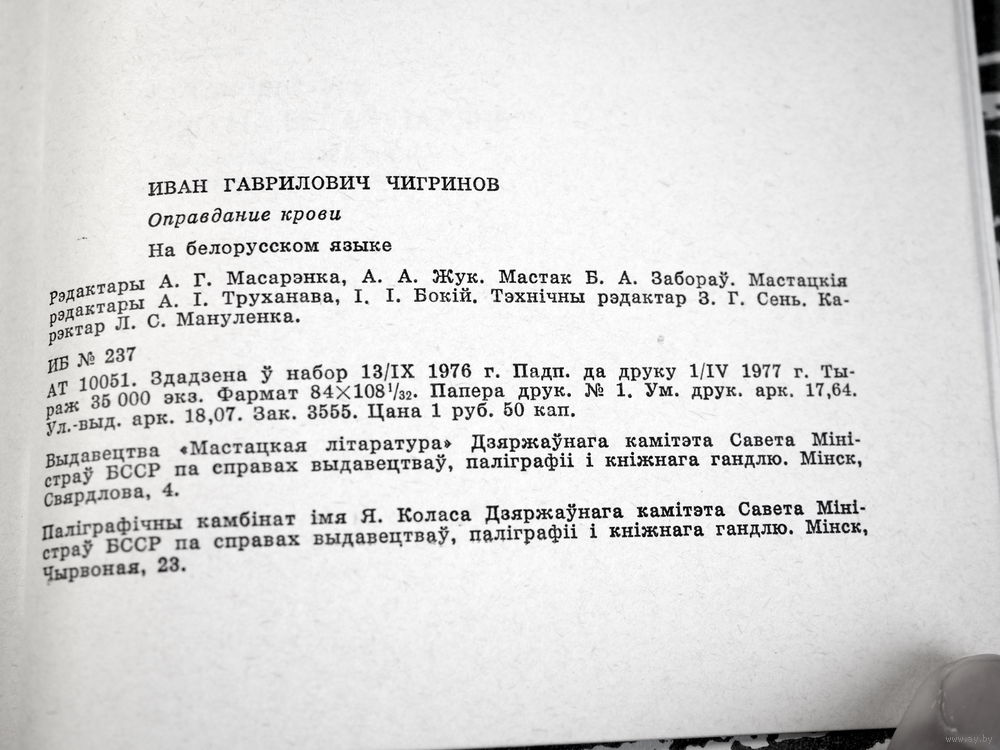 ИВАН ГАВРИЛОВИЧ ЧИГРИНОВ
Оправдание крови
На белорусском языке
Рэдактары А. Г. Масарэнка, А. А. Жук. Мастак Б. А. Забораў. Мастацкія
рэдактары А. І. Труханава, І. І. Бокій. Тэхнічны рэдактар З. Г. Сень. Ка-
рэктар Л. С. Мануленка.
ИБ № 237
АТ 10051. Здадзена ў набор 13/IX 1976 г. Падп. да друку 1/IV 1977 г. Ты-
раж 35 000 экз. Фармат 84×108¹/₃₂. Папера друк. № 1. Ум. друк. арк. 17,64.
Ул.-выд. арк. 18,07. Зак. 3555. Цана 1 руб. 50 кап.
Выдавецтва «Мастацкая літаратура» Дзяржаўнага камітэта Савета Міні-
страў БССР па справах выдавецтваў, паліграфіі і кніжнага гандлю. Мінск,
Свярдлова, 4.
Паліграфічны камбінат імя Я. Коласа Дзяржаўнага камітэта Савета Міні-
страў БССР па справах выдавецтваў, паліграфіі і кніжнага гандлю. Мінск,
Чырвоная, 23.
www.ay.by